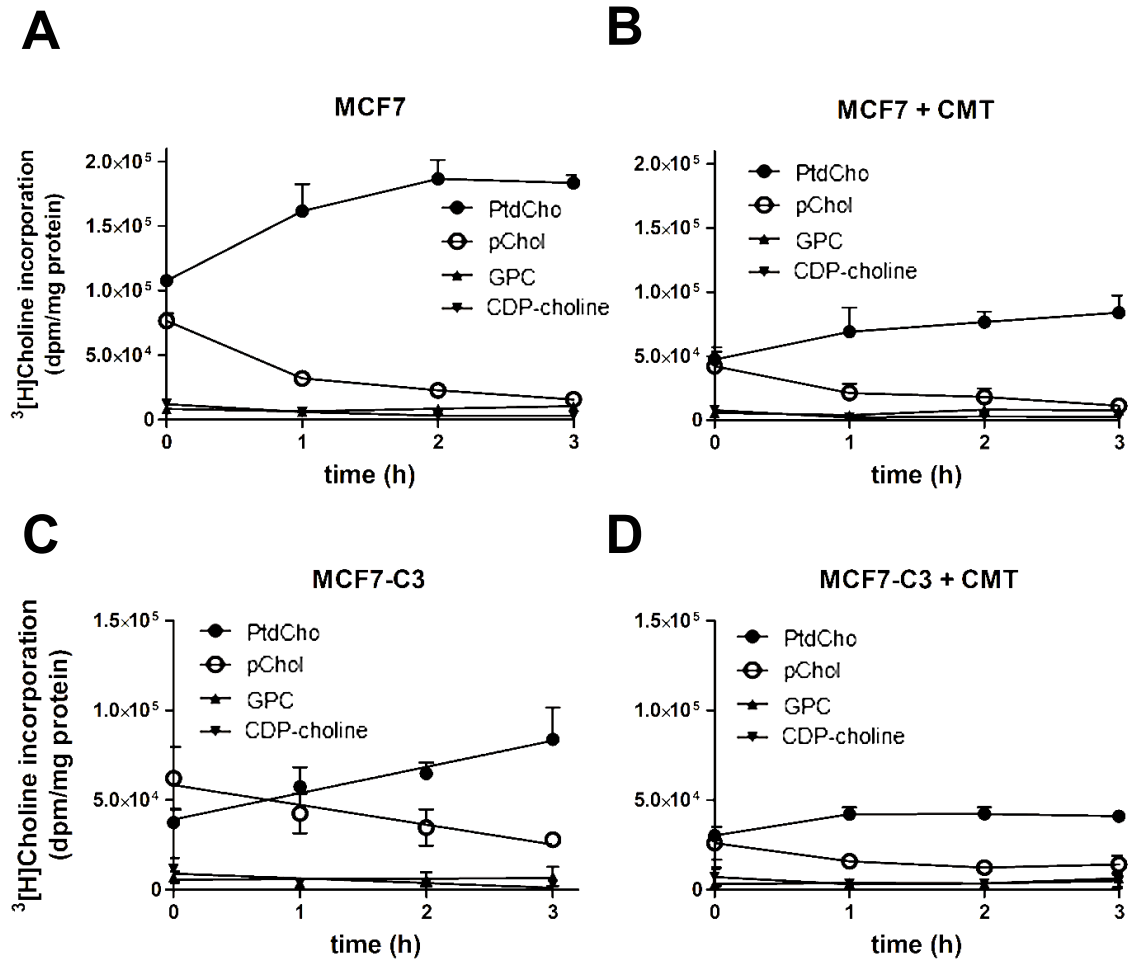 A
MCF7
³[H]Choline incorporation
(dpm/mg protein)
2.0×10⁵
1.5×10⁵
1.0×10⁵
5.0×10⁴
0
PtdCho
pChol
GPC
CDP-choline
0 1 2 3
time (h)
B
MCF7 + CMT
2.0×10⁵
1.5×10⁵
1.0×10⁵
5.0×10⁴
0
PtdCho
pChol
GPC
CDP-choline
0 1 2 3
time (h)
C
MCF7-C3
³[H]Choline incorporation
(dpm/mg protein)
1.5×10⁵
1.0×10⁵
5.0×10⁴
0
PtdCho
pChol
GPC
CDP-choline
0 1 2 3
time (h)
D
MCF7-C3 + CMT
1.5×10⁵
1.0×10⁵
5.0×10⁴
0
PtdCho
pChol
GPC
CDP-choline
0 1 2 3
time (h)